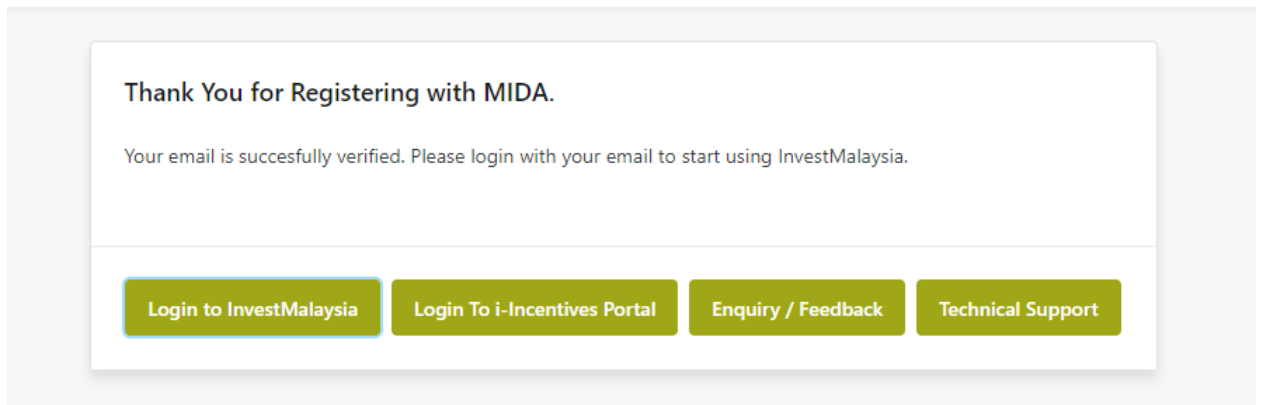 Thank You for Registering with MIDA.
Your email is succesfully verified. Please login with your email to start using InvestMalaysia.
Login to InvestMalaysia
Login To i-Incentives Portal
Enquiry / Feedback
Technical Support